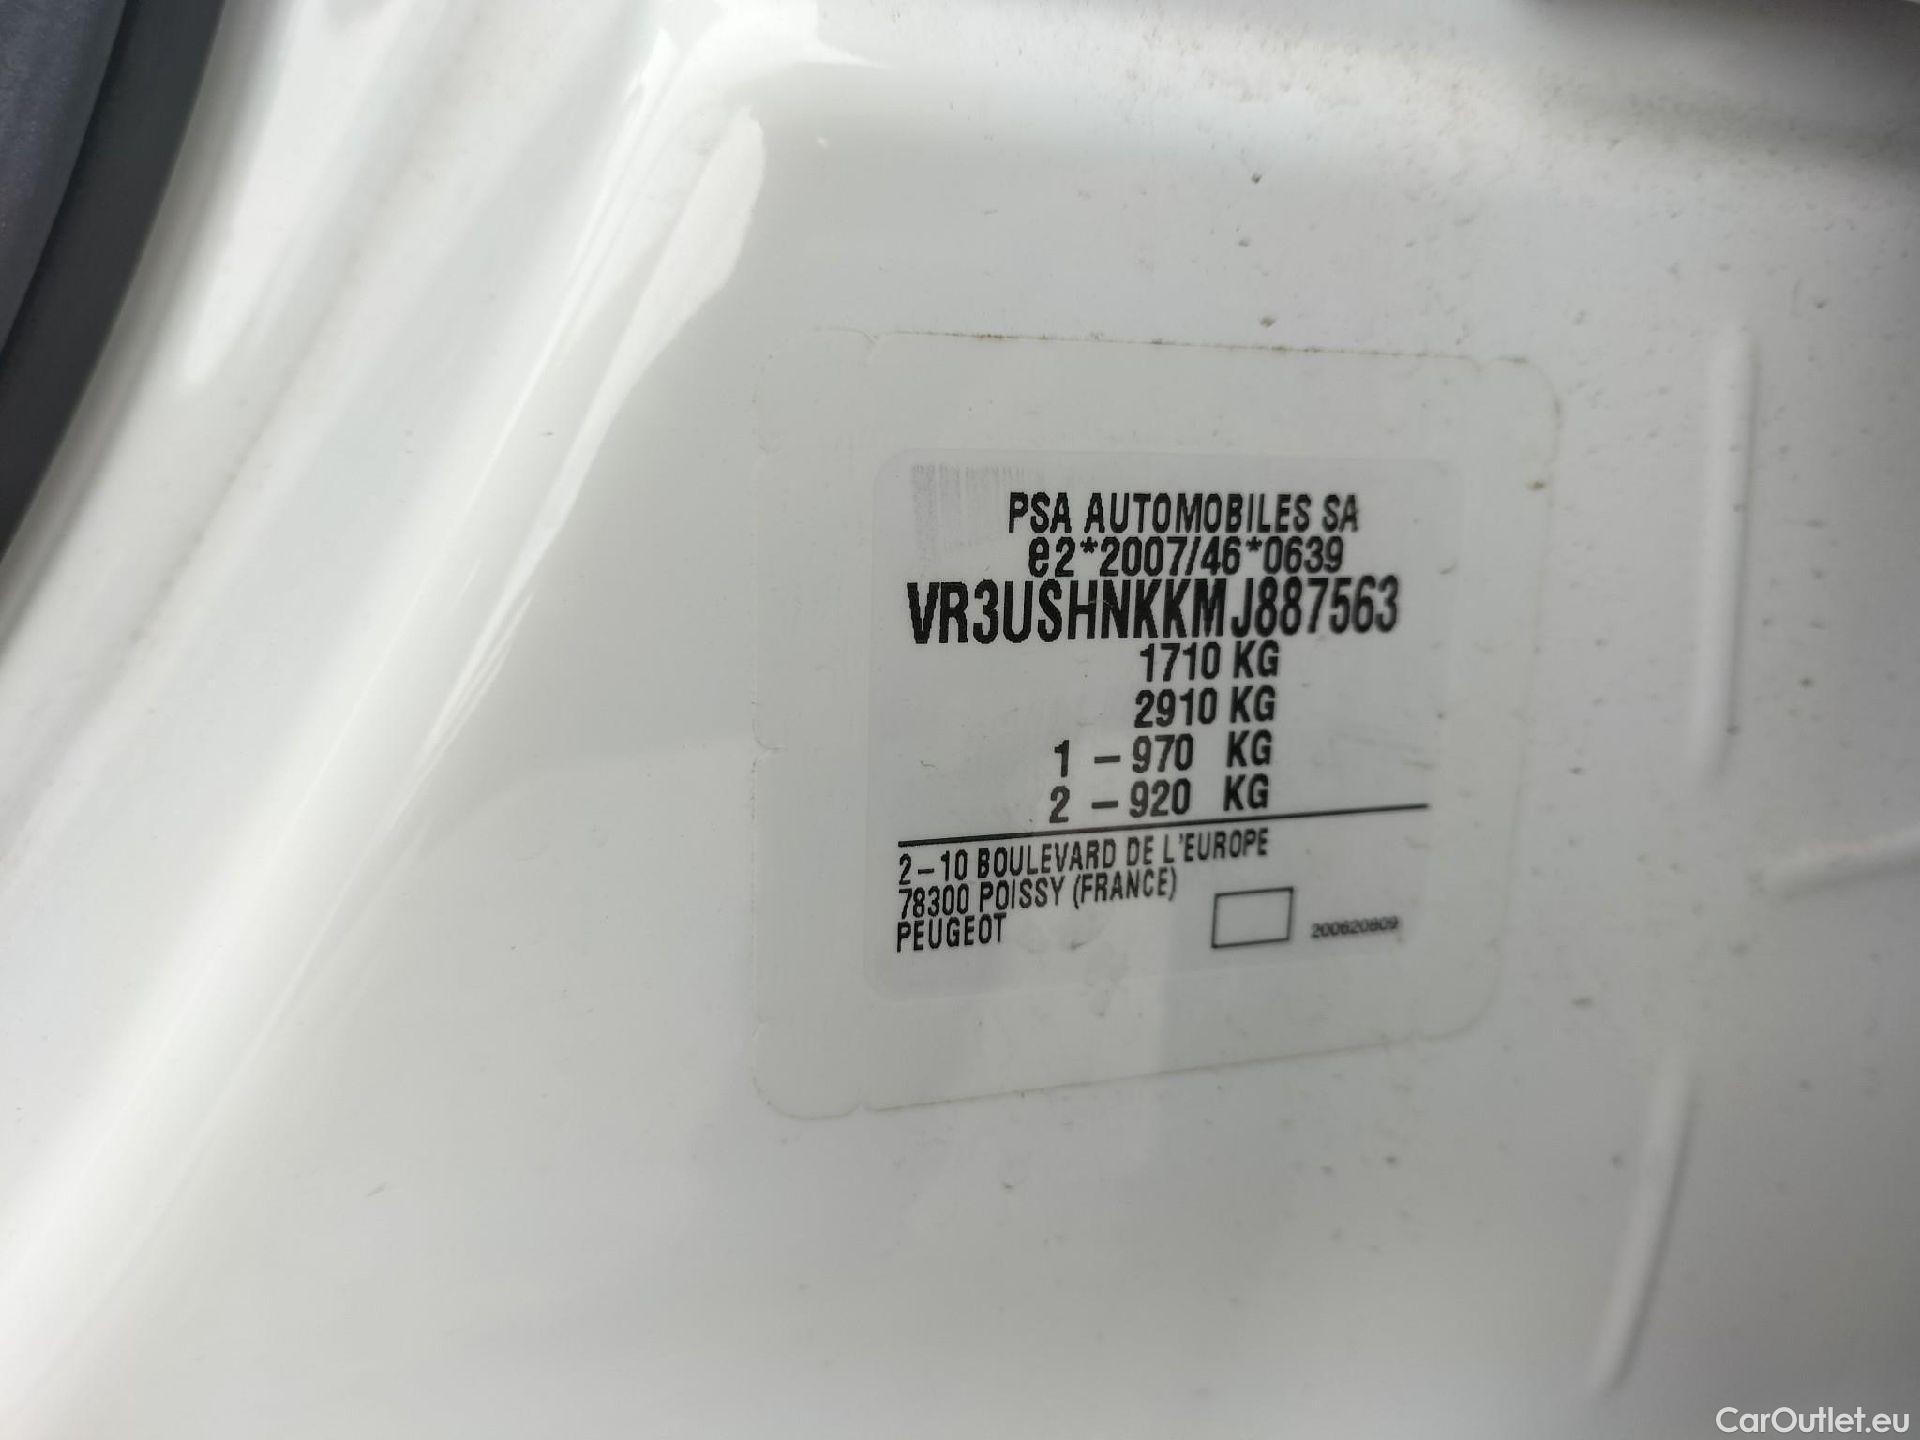 PSA AUTOMOBILES SA
e2*2007/46*0639
VR3USHNKKMJ887563
1710 KG
2910 KG
1 – 970 KG
2 – 920 KG
2–10 BOULEVARD DE L'EUROPE
78300 POISSY (FRANCE)
PEUGEOT
200620809
CarOutlet.eu